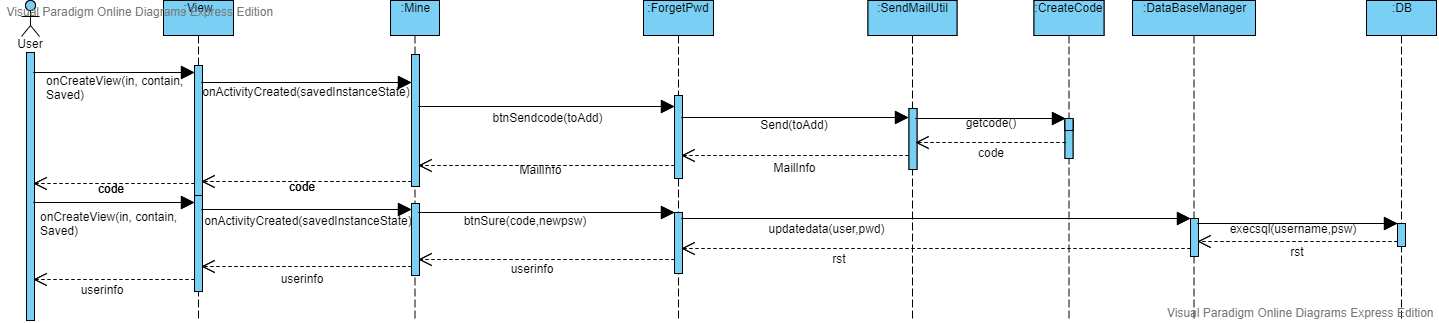 Visual Paradigm Online Diagrams Express Edition
User
:View
:Mine
:ForgetPwd
:SendMailUtil
:CreateCode
:DataBaseManager
:DB
onCreateView(in, contain,
Saved)
onActivityCreated(savedInstanceState)
btnSendcode(toAdd)
Send(toAdd)
getcode()
code
MailInfo
MailInfo
code
code
onCreateView(in, contain,
Saved)
onActivityCreated(savedInstanceState)
btnSure(code,newpsw)
updatedata(user,pwd)
execsql(username,psw)
rst
rst
userinfo
userinfo
userinfo
Visual Paradigm Online Diagrams Express Edition